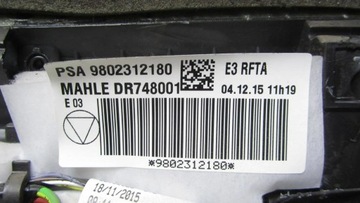 PSA 9802312180 E3 RFTA
MAHLE DR748001 04.12.15 11h19
E 03
*9802312180*
18/11/2015